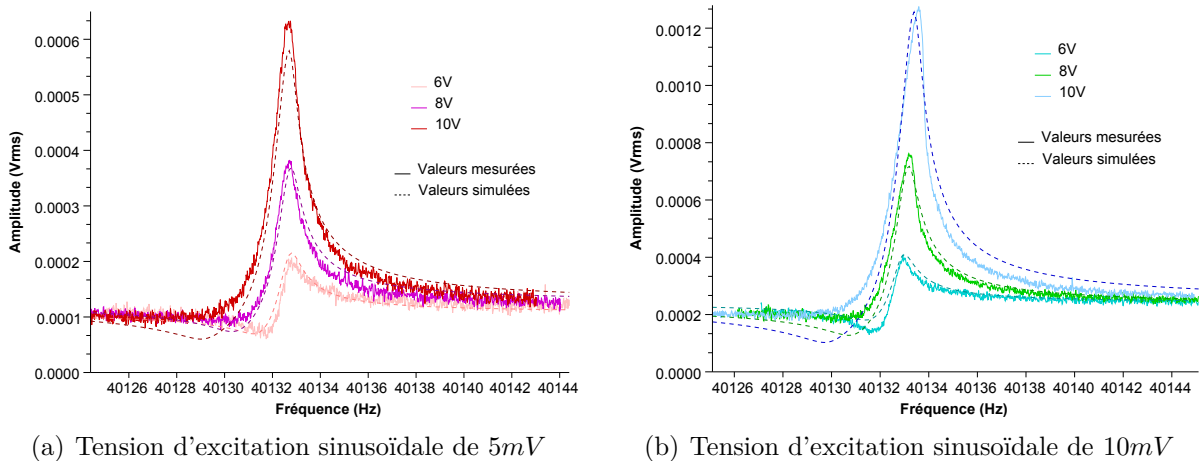 0.0006
0.0005
0.0004
0.0003
0.0002
0.0001
0.0000
Amplitude (Vrms)
6V
8V
10V
Valeurs mesurées
Valeurs simulées
40126 40128 40130 40132 40134 40136 40138 40140 40142 40144
Fréquence (Hz)
(a) Tension d'excitation sinusoïdale de 5mV
0.0012
0.0010
0.0008
0.0006
0.0004
0.0002
0.0000
Amplitude (Vrms)
6V
8V
10V
Valeurs mesurées
Valeurs simulées
40126 40128 40130 40132 40134 40136 40138 40140 40142 40144
Fréquence (Hz)
(b) Tension d'excitation sinusoïdale de 10mV